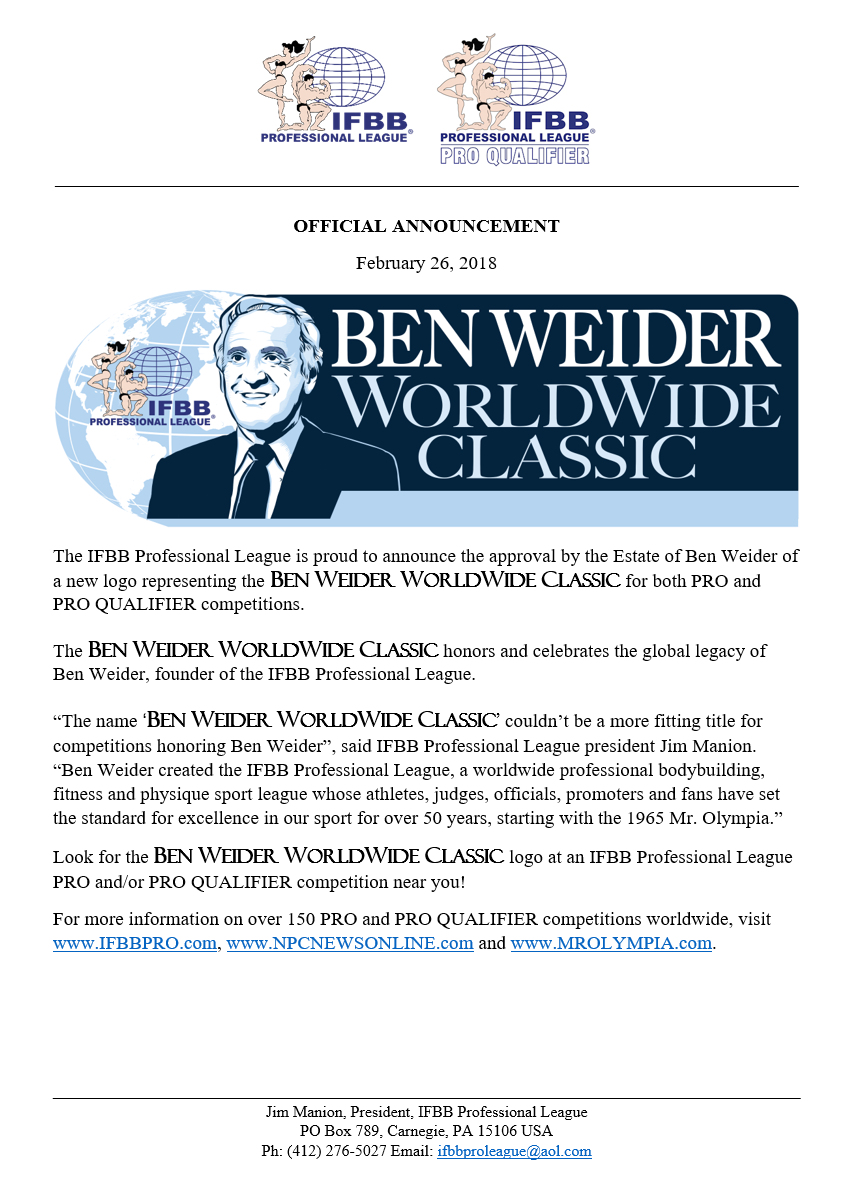 IFBB
PROFESSIONAL LEAGUE®
IFBB
PROFESSIONAL LEAGUE®
PRO QUALIFIER
OFFICIAL ANNOUNCEMENT
February 26, 2018
BEN WEIDER
WORLDWIDE
CLASSIC
IFBB
PROFESSIONAL LEAGUE®
The IFBB Professional League is proud to announce the approval by the Estate of Ben Weider of
a new logo representing the BEN WEIDER WORLDWIDE CLASSIC for both PRO and
PRO QUALIFIER competitions.
The BEN WEIDER WORLDWIDE CLASSIC honors and celebrates the global legacy of
Ben Weider, founder of the IFBB Professional League.
“The name ‘BEN WEIDER WORLDWIDE CLASSIC’ couldn’t be a more fitting title for
competitions honoring Ben Weider”, said IFBB Professional League president Jim Manion.
“Ben Weider created the IFBB Professional League, a worldwide professional bodybuilding,
fitness and physique sport league whose athletes, judges, officials, promoters and fans have set
the standard for excellence in our sport for over 50 years, starting with the 1965 Mr. Olympia.”
Look for the BEN WEIDER WORLDWIDE CLASSIC logo at an IFBB Professional League
PRO and/or PRO QUALIFIER competition near you!
For more information on over 150 PRO and PRO QUALIFIER competitions worldwide, visit
www.IFBBPRO.com, www.NPCNEWSONLINE.com and www.MROLYMPIA.com.
Jim Manion, President, IFBB Professional League
PO Box 789, Carnegie, PA 15106 USA
Ph: (412) 276-5027 Email: ifbbproleague@aol.com